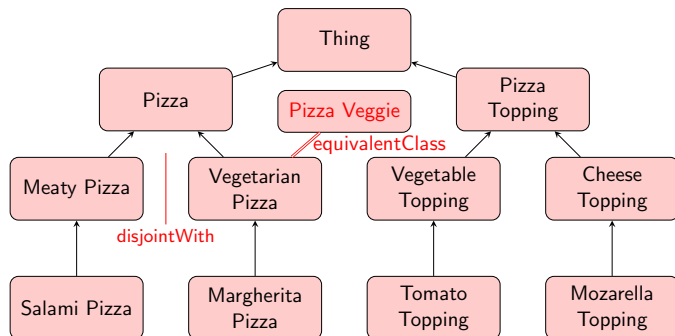 Thing
Pizza
Pizza Veggie
Pizza
Topping
equivalentClass
Meaty Pizza
Vegetarian
Pizza
Vegetable
Topping
Cheese
Topping
disjointWith
Salami Pizza
Margherita
Pizza
Tomato
Topping
Mozarella
Topping